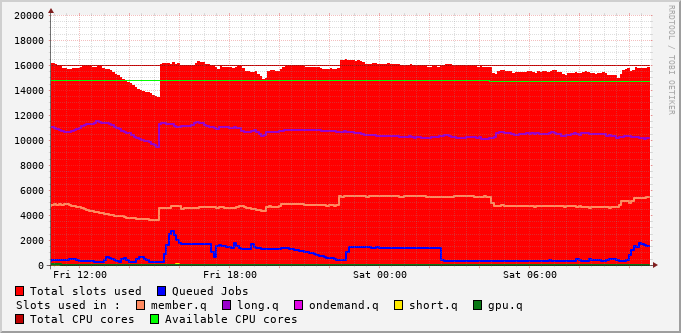 20000
18000
16000
14000
12000
10000
8000
6000
4000
2000
0
Fri 12:00 Fri 18:00 Sat 00:00 Sat 06:00
RRDTOOL / TOBI OETIKER
Total slots used Queued Jobs
Slots used in : member.q long.q ondemand.q short.q gpu.q
Total CPU cores Available CPU cores